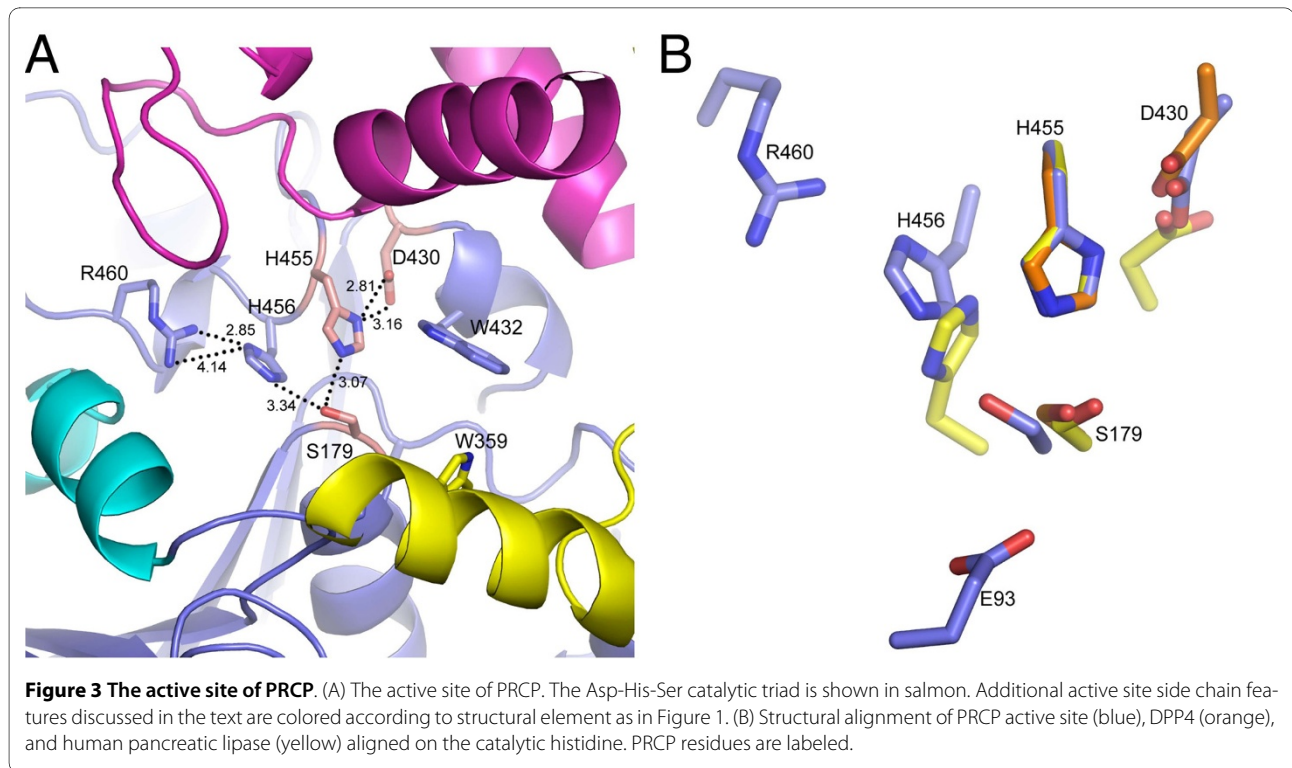 A
B
R460
H456
H455
D430
W432
S179
W359
2.81
3.16
2.85
4.14
3.07
3.34
R460
H456
H455
D430
S179
E93
Figure 3 The active site of PRCP. (A) The active site of PRCP. The Asp-His-Ser catalytic triad is shown in salmon. Additional active site side chain fea-
tures discussed in the text are colored according to structural element as in Figure 1. (B) Structural alignment of PRCP active site (blue), DPP4 (orange),
and human pancreatic lipase (yellow) aligned on the catalytic histidine. PRCP residues are labeled.